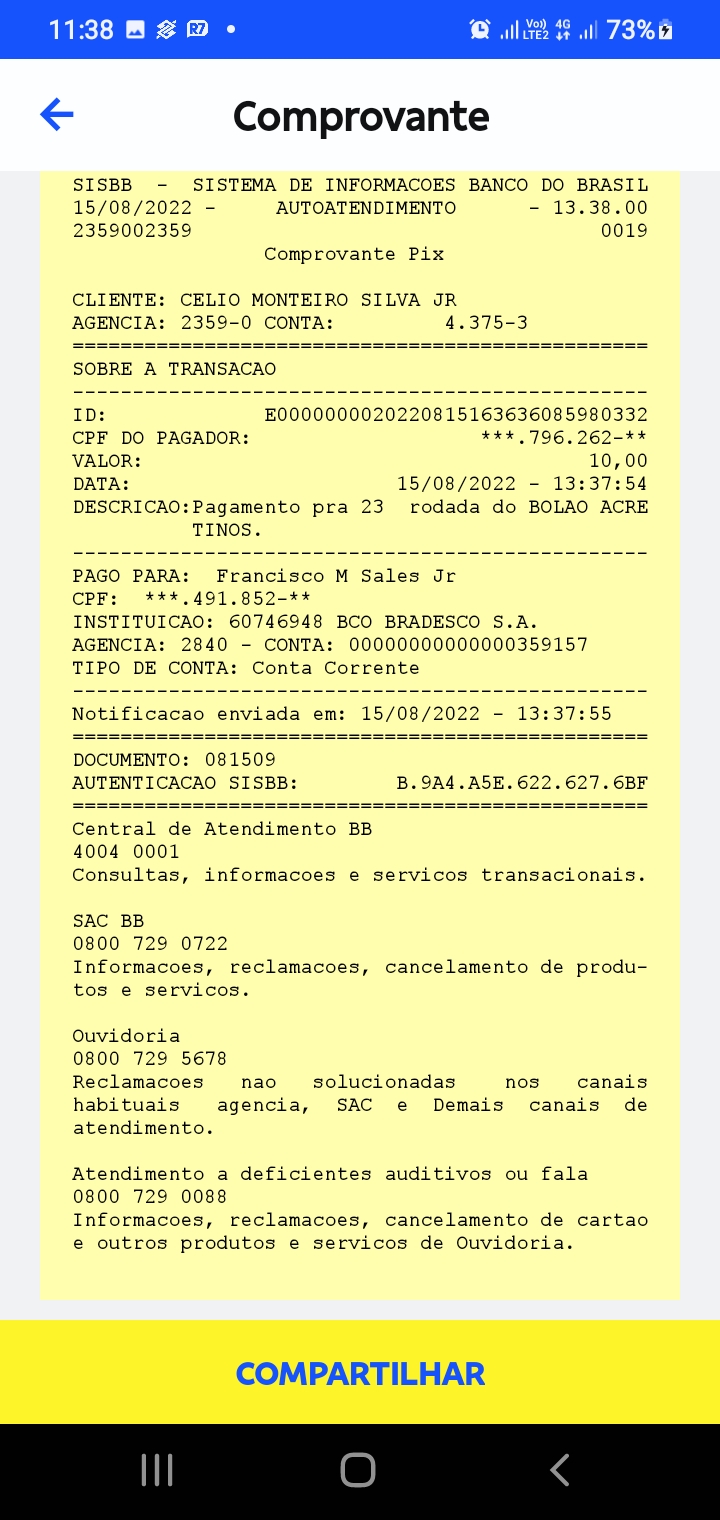 11:38 R7 Vo)) LTE2 4G 73%
Comprovante
SISBB - SISTEMA DE INFORMACOES BANCO DO BRASIL
15/08/2022 - AUTOATENDIMENTO - 13.38.00
2359002359 0019
Comprovante Pix
CLIENTE: CELIO MONTEIRO SILVA JR
AGENCIA: 2359-0 CONTA: 4.375-3
================================================
SOBRE A TRANSACAO
------------------------------------------------
ID: E0000000020220815163636085980332
CPF DO PAGADOR: ***.796.262-**
VALOR: 10,00
DATA: 15/08/2022 - 13:37:54
DESCRICAO:Pagamento pra 23 rodada do BOLAO ACRE
TINOS.
------------------------------------------------
PAGO PARA: Francisco M Sales Jr
CPF: ***.491.852-**
INSTITUICAO: 60746948 BCO BRADESCO S.A.
AGENCIA: 2840 - CONTA: 00000000000000359157
TIPO DE CONTA: Conta Corrente
------------------------------------------------
Notificacao enviada em: 15/08/2022 - 13:37:55
================================================
DOCUMENTO: 081509
AUTENTICACAO SISBB: B.9A4.A5E.622.627.6BF
================================================
Central de Atendimento BB
4004 0001
Consultas, informacoes e servicos transacionais.
SAC BB
0800 729 0722
Informacoes, reclamacoes, cancelamento de produ-
tos e servicos.
Ouvidoria
0800 729 5678
Reclamacoes nao solucionadas nos canais
habituais agencia, SAC e Demais canais de
atendimento.
Atendimento a deficientes auditivos ou fala
0800 729 0088
Informacoes, reclamacoes, cancelamento de cartao
e outros produtos e servicos de Ouvidoria.
COMPARTILHAR